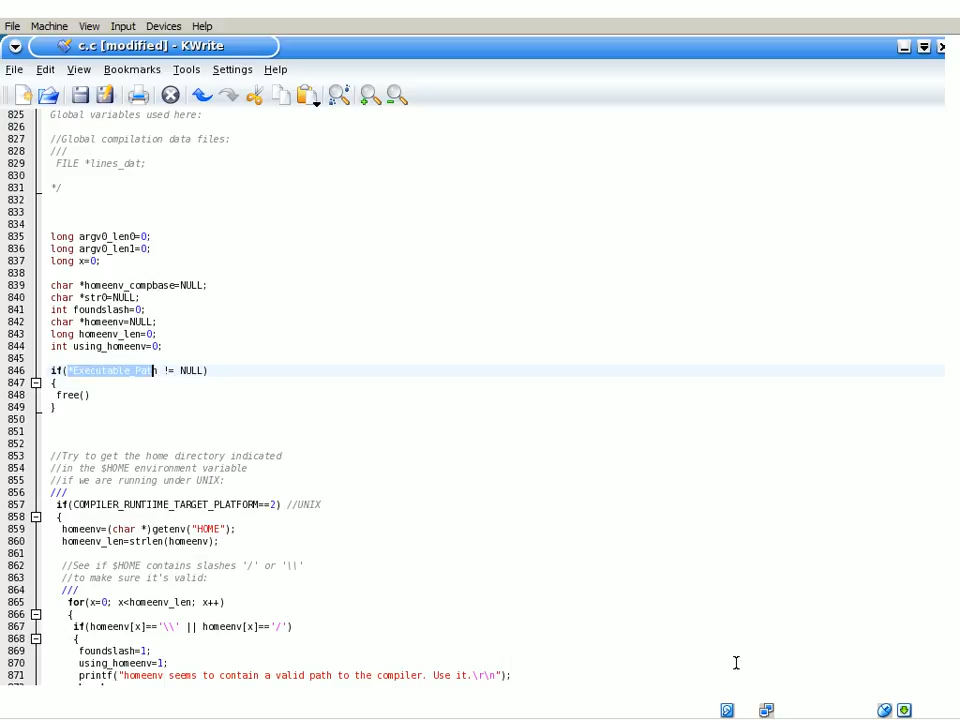 File Machine View Input Devices Help
c.c [modified] - KWrite
File Edit View Bookmarks Tools Settings Help
825 Global variables used here:
826
827 //Global compilation data files:
828 ///
829 FILE *lines_dat;
830
831 */
832
833
834
835 long argv0_len0=0;
836 long argv0_len1=0;
837 long x=0;
838
839 char *homeenv_compbase=NULL;
840 char *str0=NULL;
841 int foundslash=0;
842 char *homeenv=NULL;
843 long homeenv_len=0;
844 int using_homeenv=0;
845
846 if(*Executable_Path != NULL)
847 {
848 free()
849 }
850
851
852
853 //Try to get the home directory indicated
854 //in the $HOME environment variable
855 //if we are running under UNIX:
856 ///
857 if(COMPILER_RUNTIIME_TARGET_PLATFORM==2) //UNIX
858 {
859 homeenv=(char *)getenv("HOME");
860 homeenv_len=strlen(homeenv);
861
862 //See if $HOME contains slashes '/' or '\\'
863 //to make sure it's valid:
864 ///
865 for(x=0; x<homeenv_len; x++)
866 {
867 if(homeenv[x]=='\\' || homeenv[x]=='/')
868 {
869 foundslash=1;
870 using_homeenv=1;
871 printf("homeenv seems to contain a valid path to the compiler. Use it.\r\n");